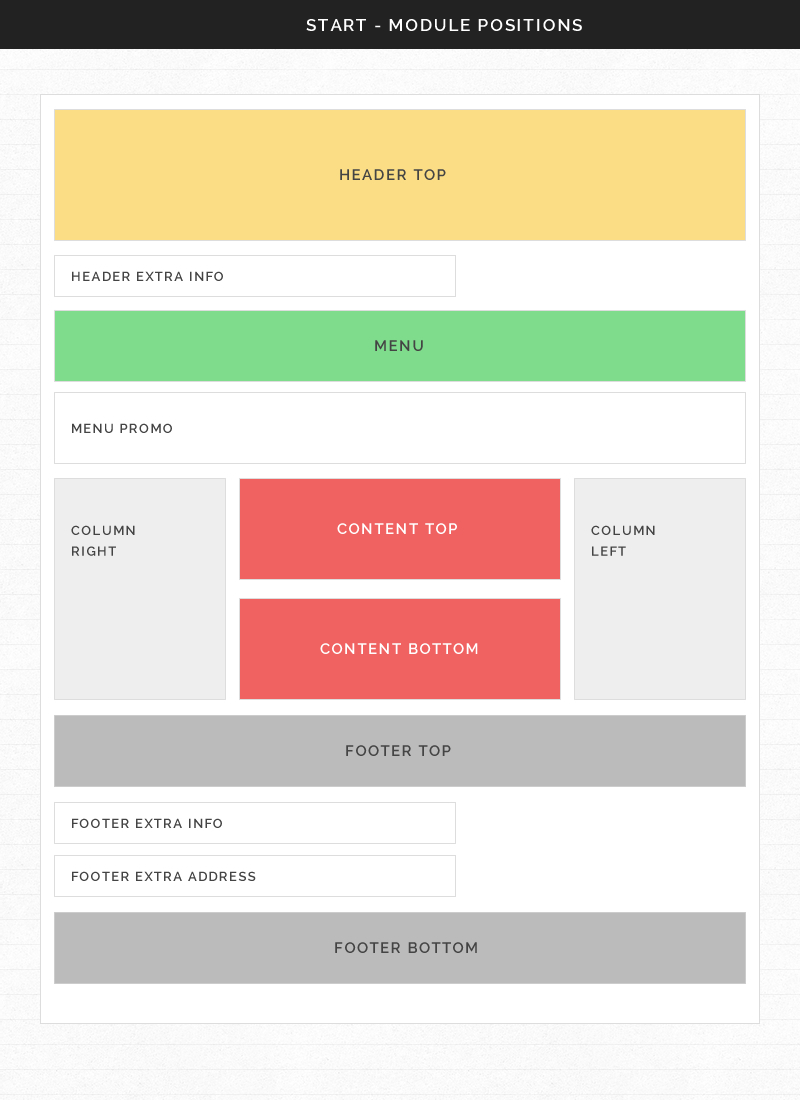 START - MODULE POSITIONS
HEADER TOP
HEADER EXTRA INFO
MENU
MENU PROMO
COLUMN
RIGHT
CONTENT TOP
COLUMN
LEFT
CONTENT BOTTOM
FOOTER TOP
FOOTER EXTRA INFO
FOOTER EXTRA ADDRESS
FOOTER BOTTOM